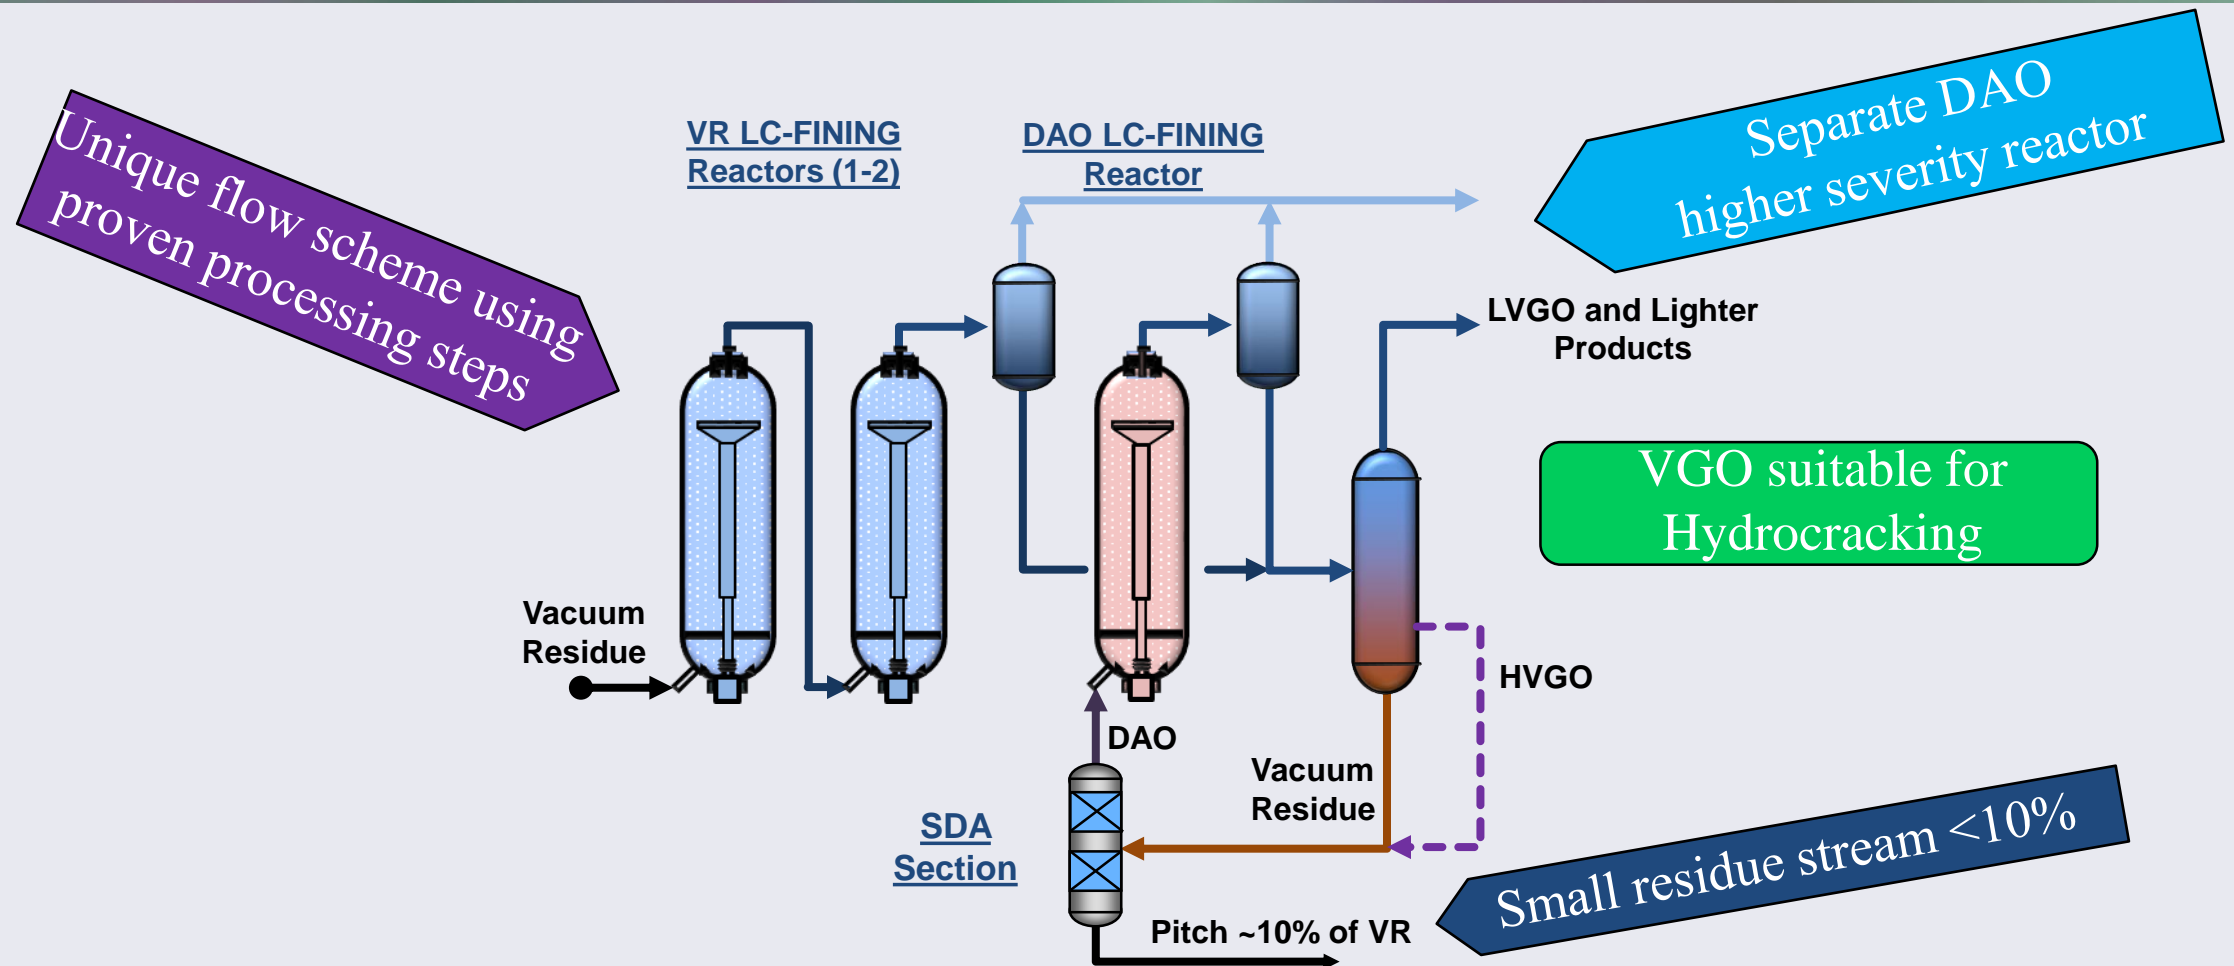 Unique flow scheme using
proven processing steps
VR LC-FINING
Reactors (1-2)
DAO LC-FINING
Reactor
Separate DAO
higher severity reactor
LVGO and Lighter
Products
VGO suitable for
Hydrocracking
Vacuum
Residue
HVGO
DAO
Vacuum
Residue
SDA
Section
Small residue stream <10%
Pitch ~10% of VR